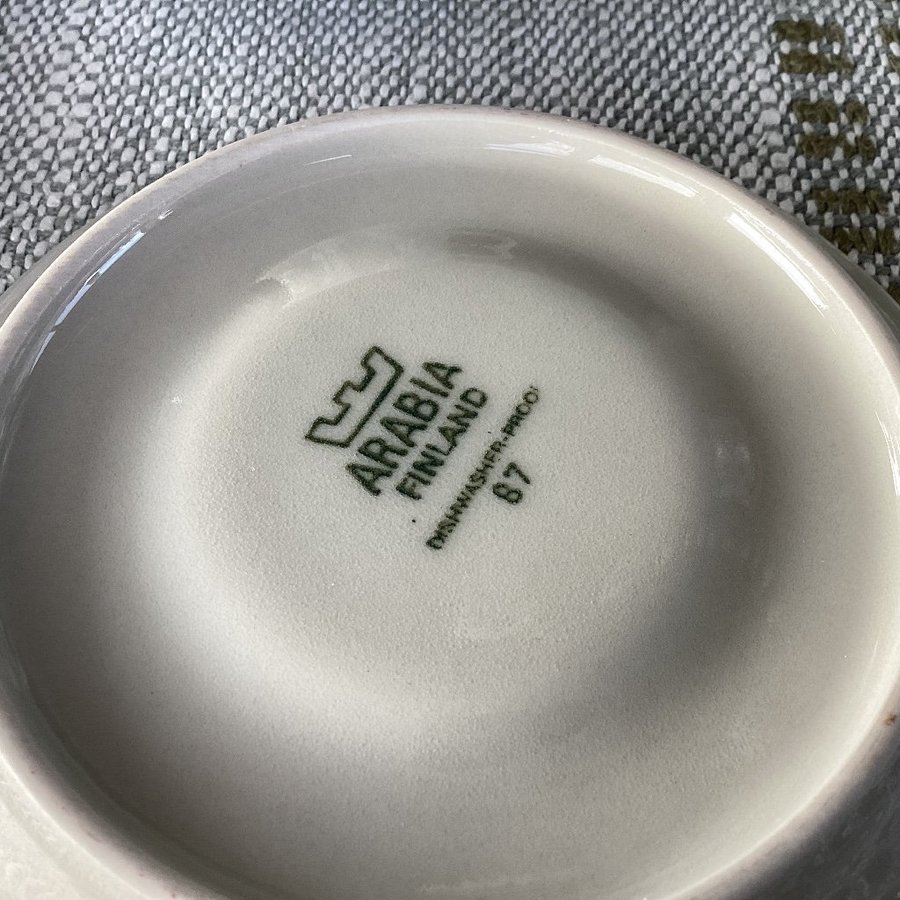 ARABIA
FINLAND
DISHWASHER-PROOF
87